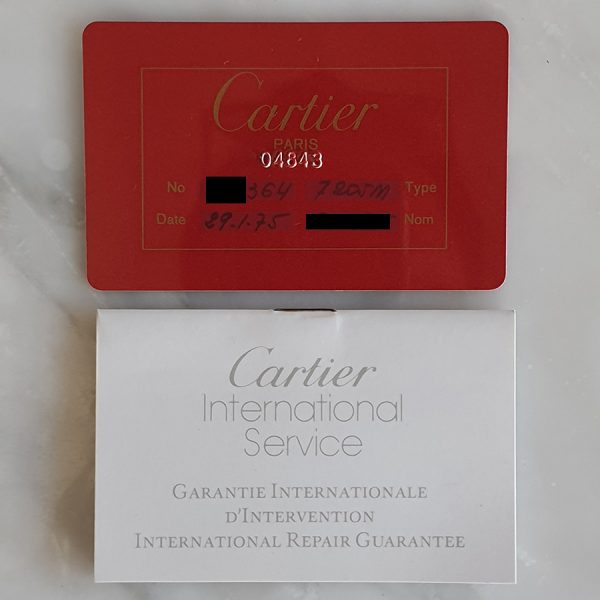 Cartier
PARIS
04843
No 364 7205M Type
Date 29.1.75 Nom
Cartier
International
Service
GARANTIE INTERNATIONALE
D'INTERVENTION
INTERNATIONAL REPAIR GUARANTEE